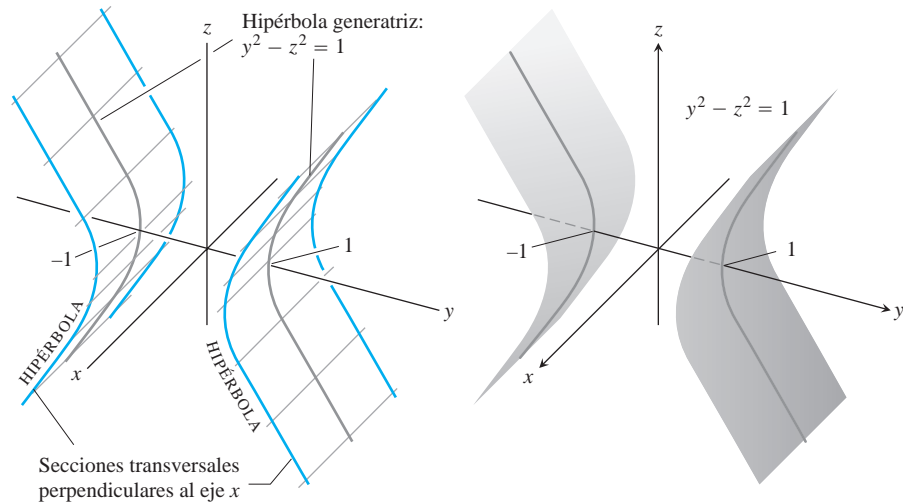 Hipérbola generatriz:
y² − z² = 1
z
−1
1
y
x
HIPÉRBOLA
HIPÉRBOLA
Secciones transversales
perpendiculares al eje x
z
y² − z² = 1
−1
1
y
x